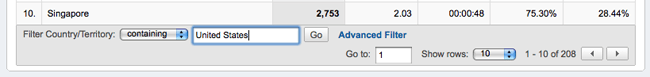 10. Singapore 2,753 2.03 00:00:48 75.30% 28.44%
Filter Country/Territory: containing United States Go Advanced Filter
Go to: 1 Show rows: 10 1 - 10 of 208